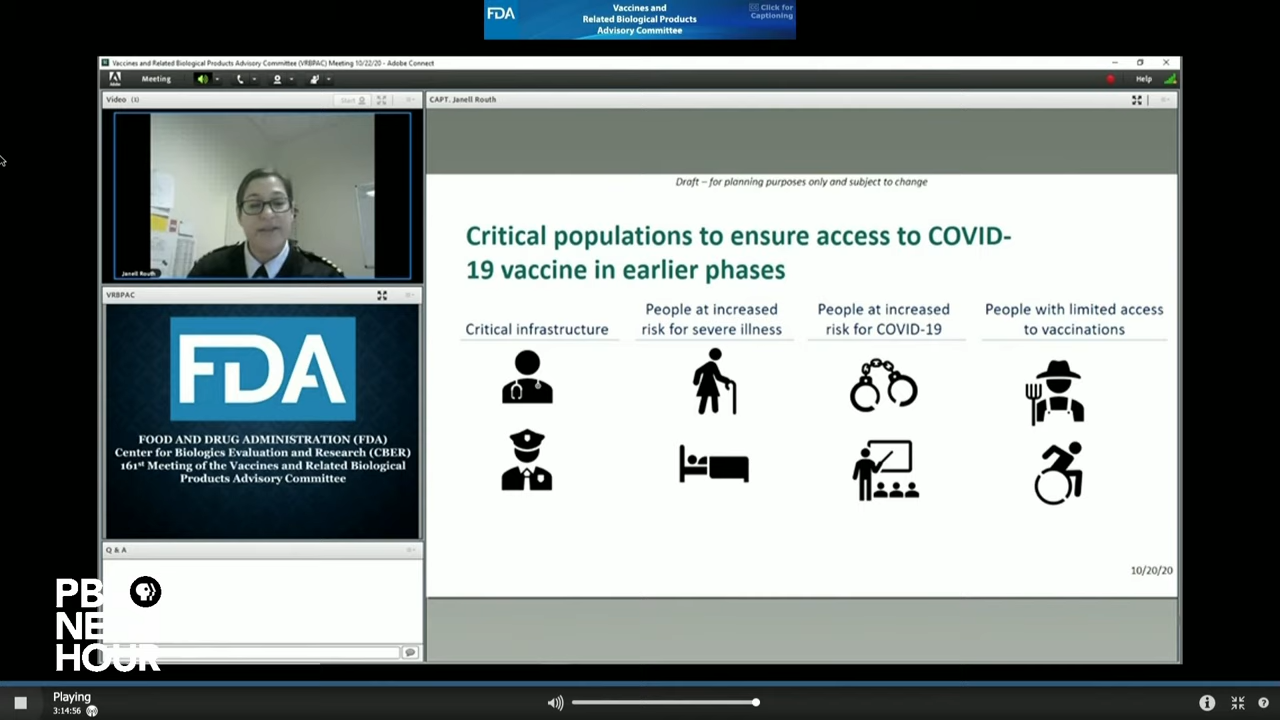 FDA
Vaccines and
Related Biological Products
Advisory Committee
Click for
Captioning
Vaccines and Related Biological Products Advisory Committee (VRBPAC) Meeting 10/22/20 - Adobe Connect
Meeting
Help
Video (1)
Start
CAPT. Janell Routh
Janell Routh
VRBPAC
FDA
FOOD AND DRUG ADMINISTRATION (FDA)
Center for Biologics Evaluation and Research (CBER)
161st Meeting of the Vaccines and Related Biological
Products Advisory Committee
Q & A
Draft – for planning purposes only and subject to change
Critical populations to ensure access to COVID-
19 vaccine in earlier phases
Critical infrastructure
People at increased
risk for severe illness
People at increased
risk for COVID-19
People with limited access
to vaccinations
10/20/20
PB
NE
HOUR
Playing
3:14:56